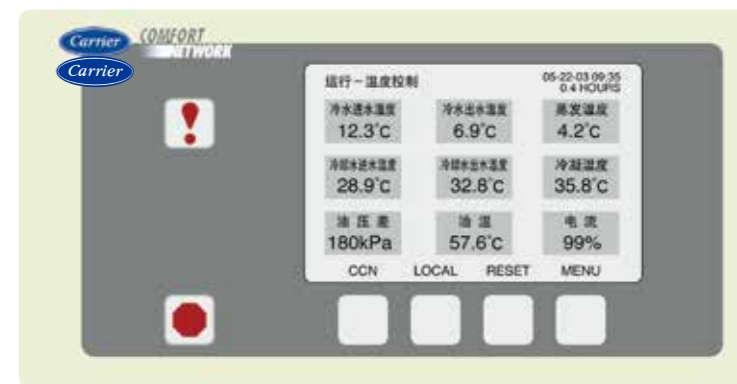 Carrier
COMFORT
NETWORK
Carrier
运行－温度控制
05-22-03 09:35
0.4 HOURS
冷水进水温度
冷水出水温度
蒸发温度
12.3°C
6.9°C
4.2°C
冷却水进水温度
冷却水出水温度
冷凝温度
28.9°C
32.8°C
35.8°C
油压差
油温
电流
180kPa
57.6°C
99%
CCN
LOCAL
RESET
MENU